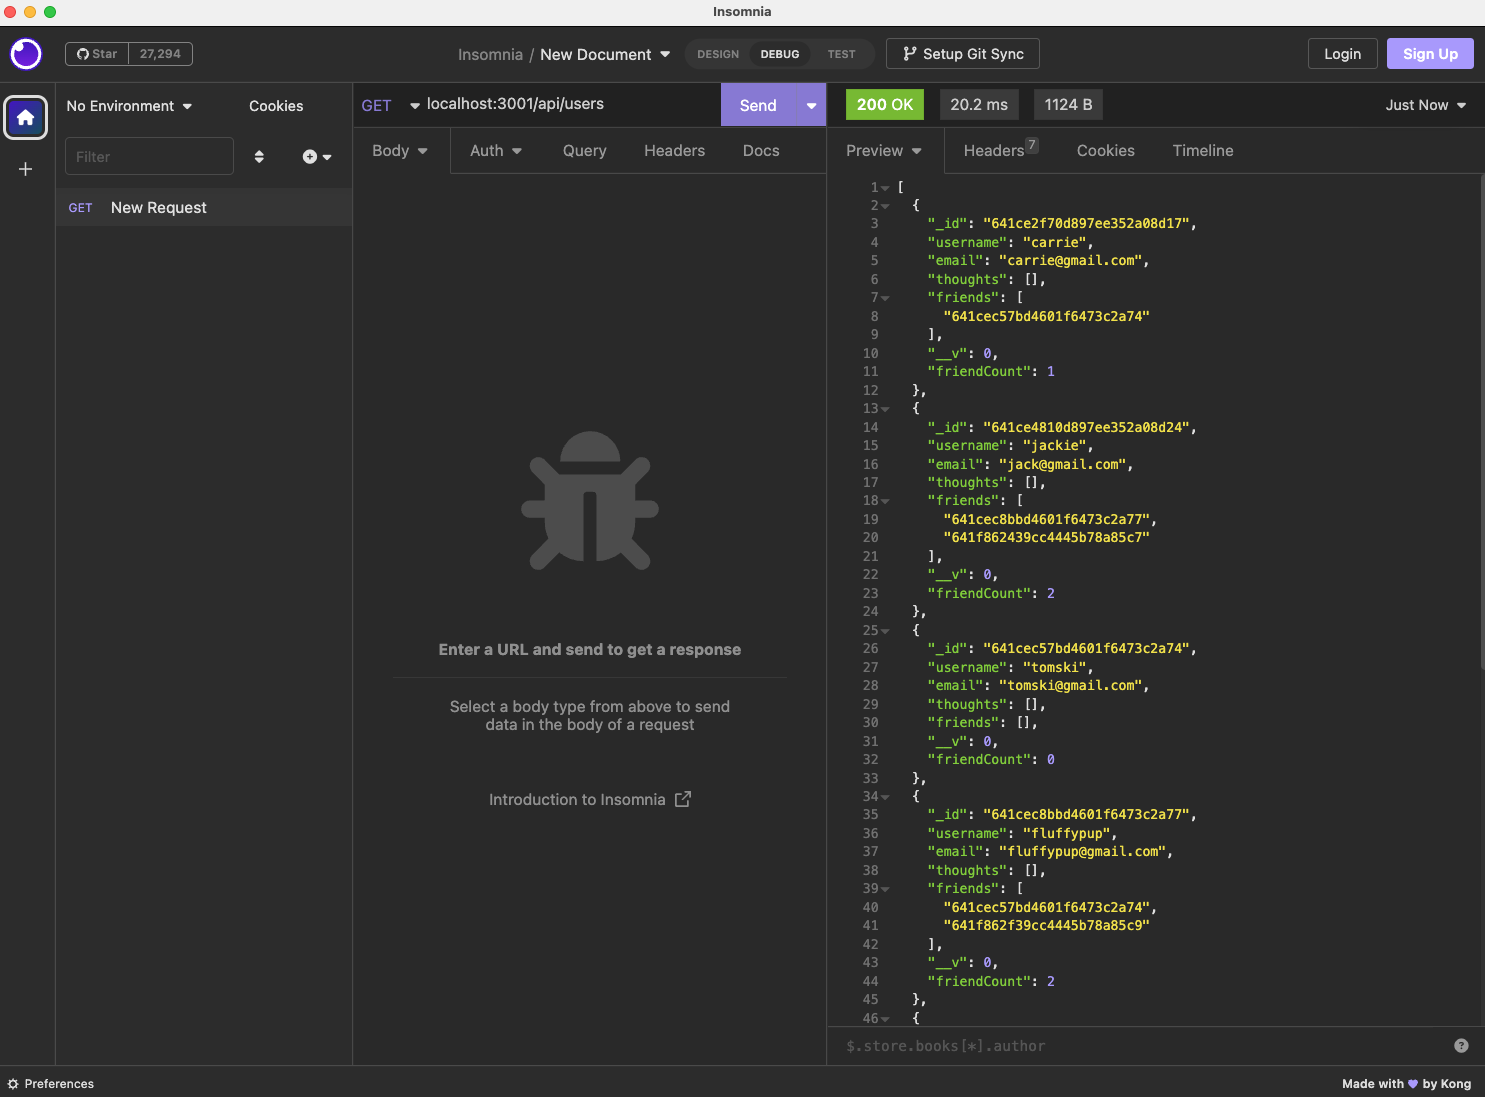 Insomnia
Star 27,294
Insomnia / New Document
DESIGN DEBUG TEST
Setup Git Sync
Login
Sign Up
No Environment
Cookies
Filter
GET New Request
GET localhost:3001/api/users
Send
Body Auth Query Headers Docs
Enter a URL and send to get a response
Select a body type from above to send
data in the body of a request
Introduction to Insomnia
200 OK 20.2 ms 1124 B
Just Now
Preview Headers 7 Cookies Timeline
1 [
2 {
3 "_id": "641ce2f70d897ee352a08d17",
4 "username": "carrie",
5 "email": "carrie@gmail.com",
6 "thoughts": [],
7 "friends": [
8 "641cec57bd4601f6473c2a74"
9 ],
10 "__v": 0,
11 "friendCount": 1
12 },
13 {
14 "_id": "641ce4810d897ee352a08d24",
15 "username": "jackie",
16 "email": "jack@gmail.com",
17 "thoughts": [],
18 "friends": [
19 "641cec8bbd4601f6473c2a77",
20 "641f862439cc4445b78a85c7"
21 ],
22 "__v": 0,
23 "friendCount": 2
24 },
25 {
26 "_id": "641cec57bd4601f6473c2a74",
27 "username": "tomski",
28 "email": "tomski@gmail.com",
29 "thoughts": [],
30 "friends": [],
31 "__v": 0,
32 "friendCount": 0
33 },
34 {
35 "_id": "641cec8bbd4601f6473c2a77",
36 "username": "fluffypup",
37 "email": "fluffypup@gmail.com",
38 "thoughts": [],
39 "friends": [
40 "641cec57bd4601f6473c2a74",
41 "641f862f39cc4445b78a85c9"
42 ],
43 "__v": 0,
44 "friendCount": 2
45 },
46 {
$.store.books[*].author
Preferences
Made with 💜 by Kong